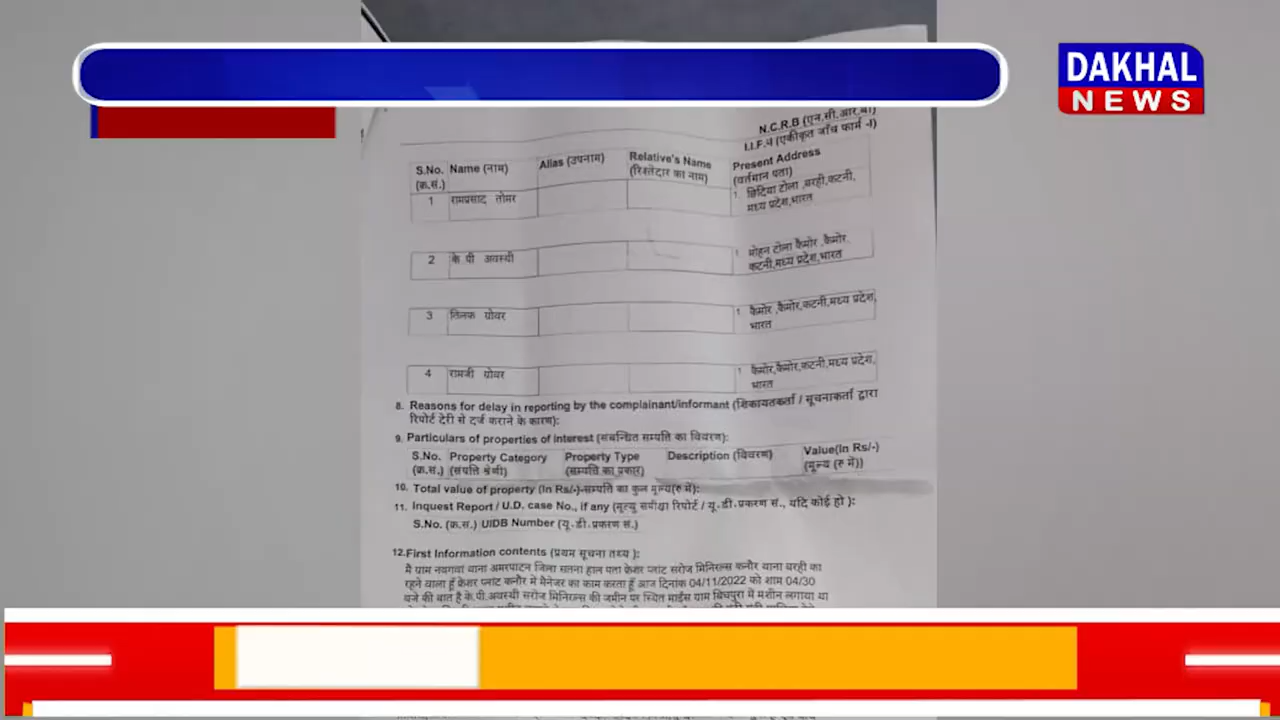 DAKHAL
NEWS
N.C.R.B (एन.सी.आर.बी)
I.I.F.-I (एकीकृत जाँच फार्म -I)
S.No. Name (नाम) Alias (उपनाम) Relative's Name Present Address
(क्र.सं.) (रिश्तेदार का नाम) (वर्तमान पता)
1 रामप्रसाद तोमर 1. छिदिया टोला ,बरही,कटनी,
मध्य प्रदेश,भारत
2 के पी अवस्थी 1. मोहन टोला कैमोर ,कैमोर,
कटनी,मध्य प्रदेश,भारत
3 तिलक ग्रोवर 1. कैमोर ,कैमोर,कटनी,मध्य प्रदेश,
भारत
4 रामजी ग्रोवर 1. कैमोर,कैमोर,कटनी,मध्य प्रदेश,
भारत
8. Reasons for delay in reporting by the complainant/informant (शिकायतकर्ता / सूचनाकर्ता द्वारा
रिपोर्ट देरी से दर्ज कराने के कारण):
9. Particulars of properties of interest (संबन्धित सम्पत्ति का विवरण):
S.No. Property Category Property Type Description (विवरण) Value(In Rs/-)
(क्र.सं.) (संपत्ति श्रेणी) (सम्पत्ति का प्रकार) (मूल्य (रु में))
10. Total value of property (In Rs/-)-सम्पत्ति का कुल मूल्य(रु में):
11. Inquest Report / U.D. case No., if any (मृत्यु समीक्षा रिपोर्ट / यू.डी.प्रकरण सं., यदि कोई हो ):
S.No. (क्र.सं.) UIDB Number (यू.डी.प्रकरण सं.)
12. First Information contents (प्रथम सूचना तथ्य ):
मै ग्राम नयगवां थाना अमरपाटन जिला सतना हाल पता क्रेशर प्लांट सरोज मिनिरल्स कनौर थाना बरही का
रहने वाला हूँ क्रेशर प्लांट कनौर मे मैनेजर का काम करता हूँ आज दिनांक 04/11/2022 को शाम 04/30
बजे की बात है के.पी.अवस्थी सरोज मिनिरल्स की जमीन पर स्थित माईंस ग्राम बिचपुरा में मशीन लगाया था